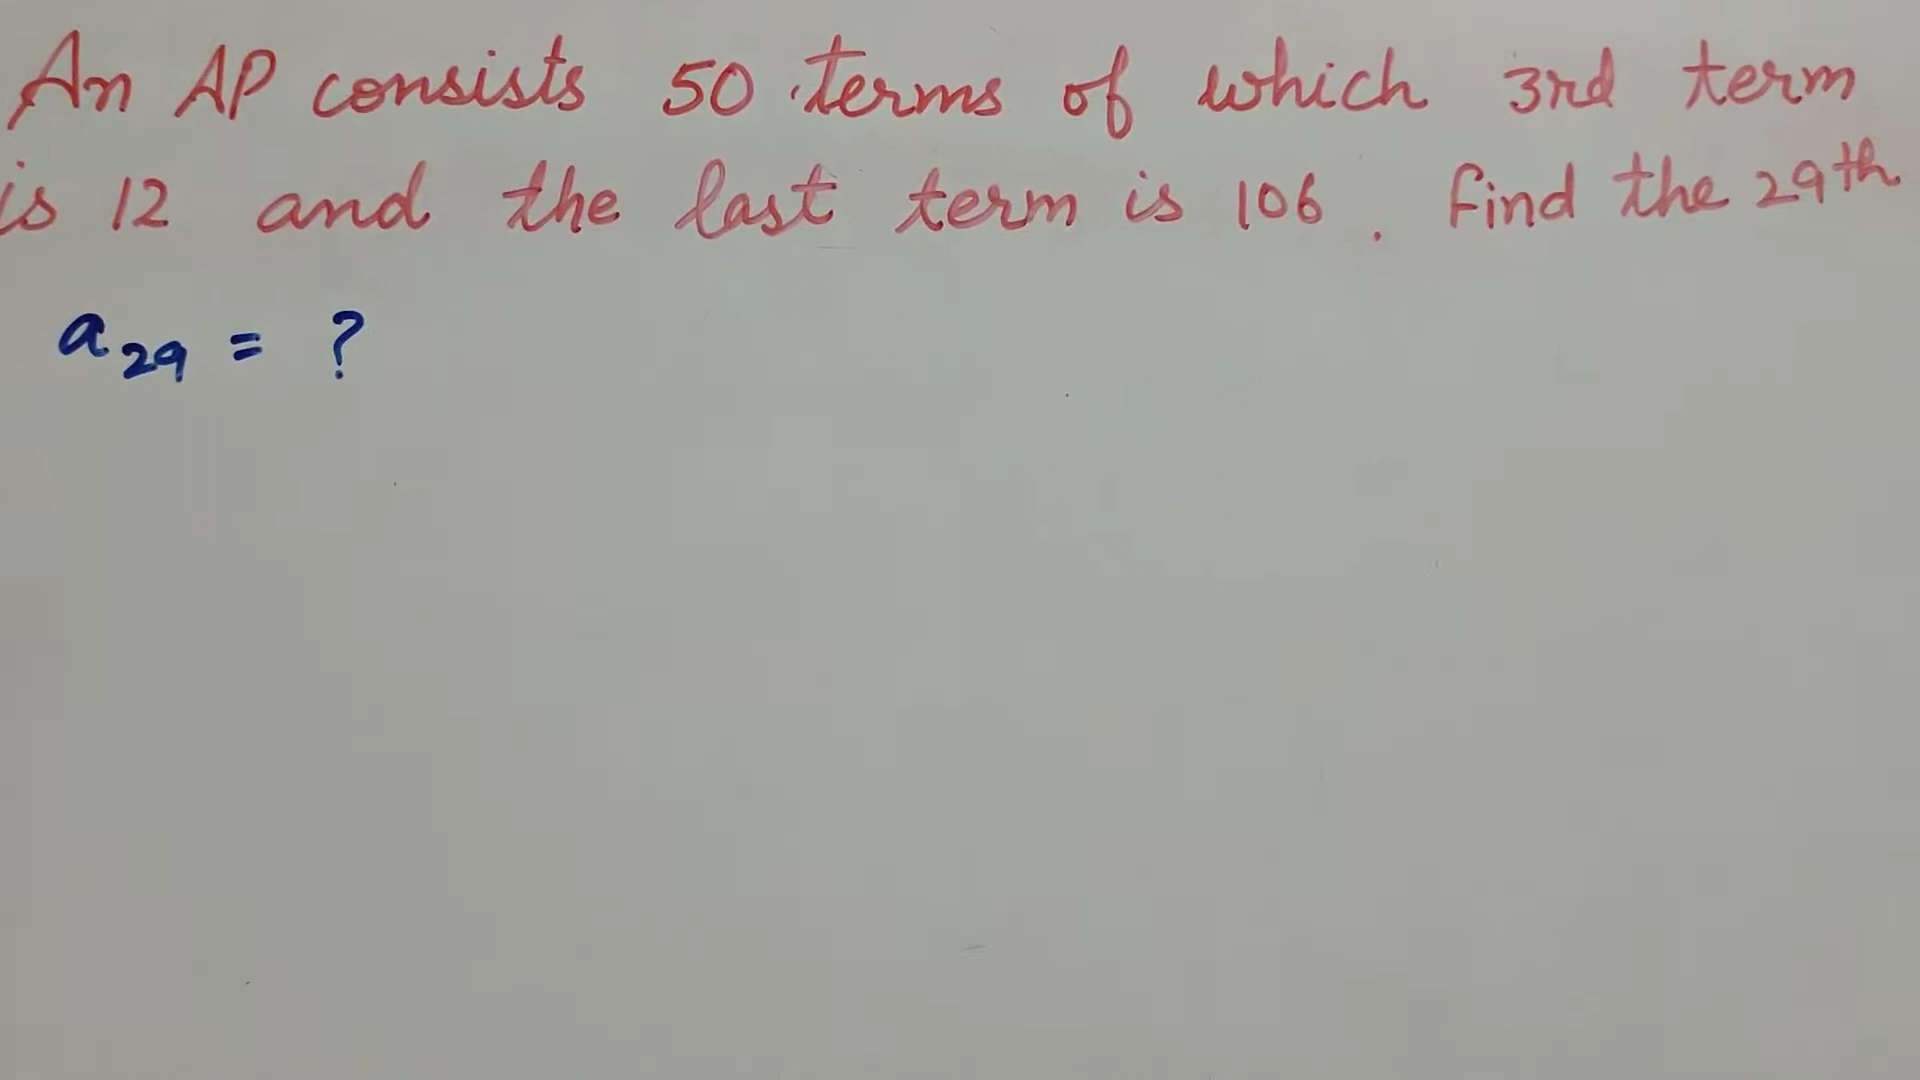 An AP consists 50 terms of which 3rd term
is 12 and the last term is 106. Find the 29th
a29 = ?